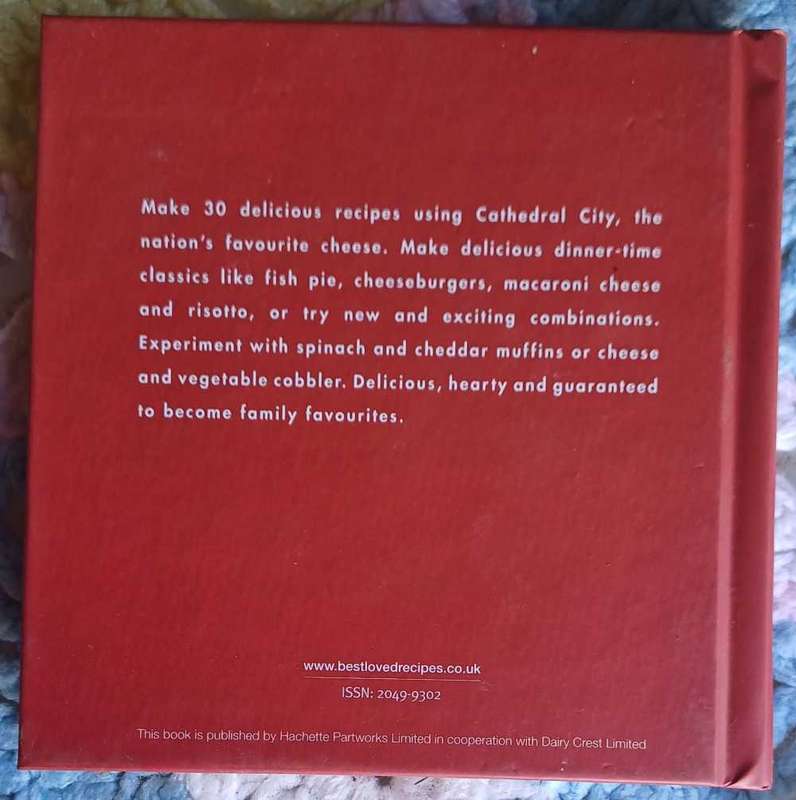 Make 30 delicious recipes using Cathedral City, the
nation's favourite cheese. Make delicious dinner-time
classics like fish pie, cheeseburgers, macaroni cheese
and risotto, or try new and exciting combinations.
Experiment with spinach and cheddar muffins or cheese
and vegetable cobbler. Delicious, hearty and guaranteed
to become family favourites.
www.bestlovedrecipes.co.uk
ISSN: 2049-9302
This book is published by Hachette Partworks Limited in cooperation with Dairy Crest Limited